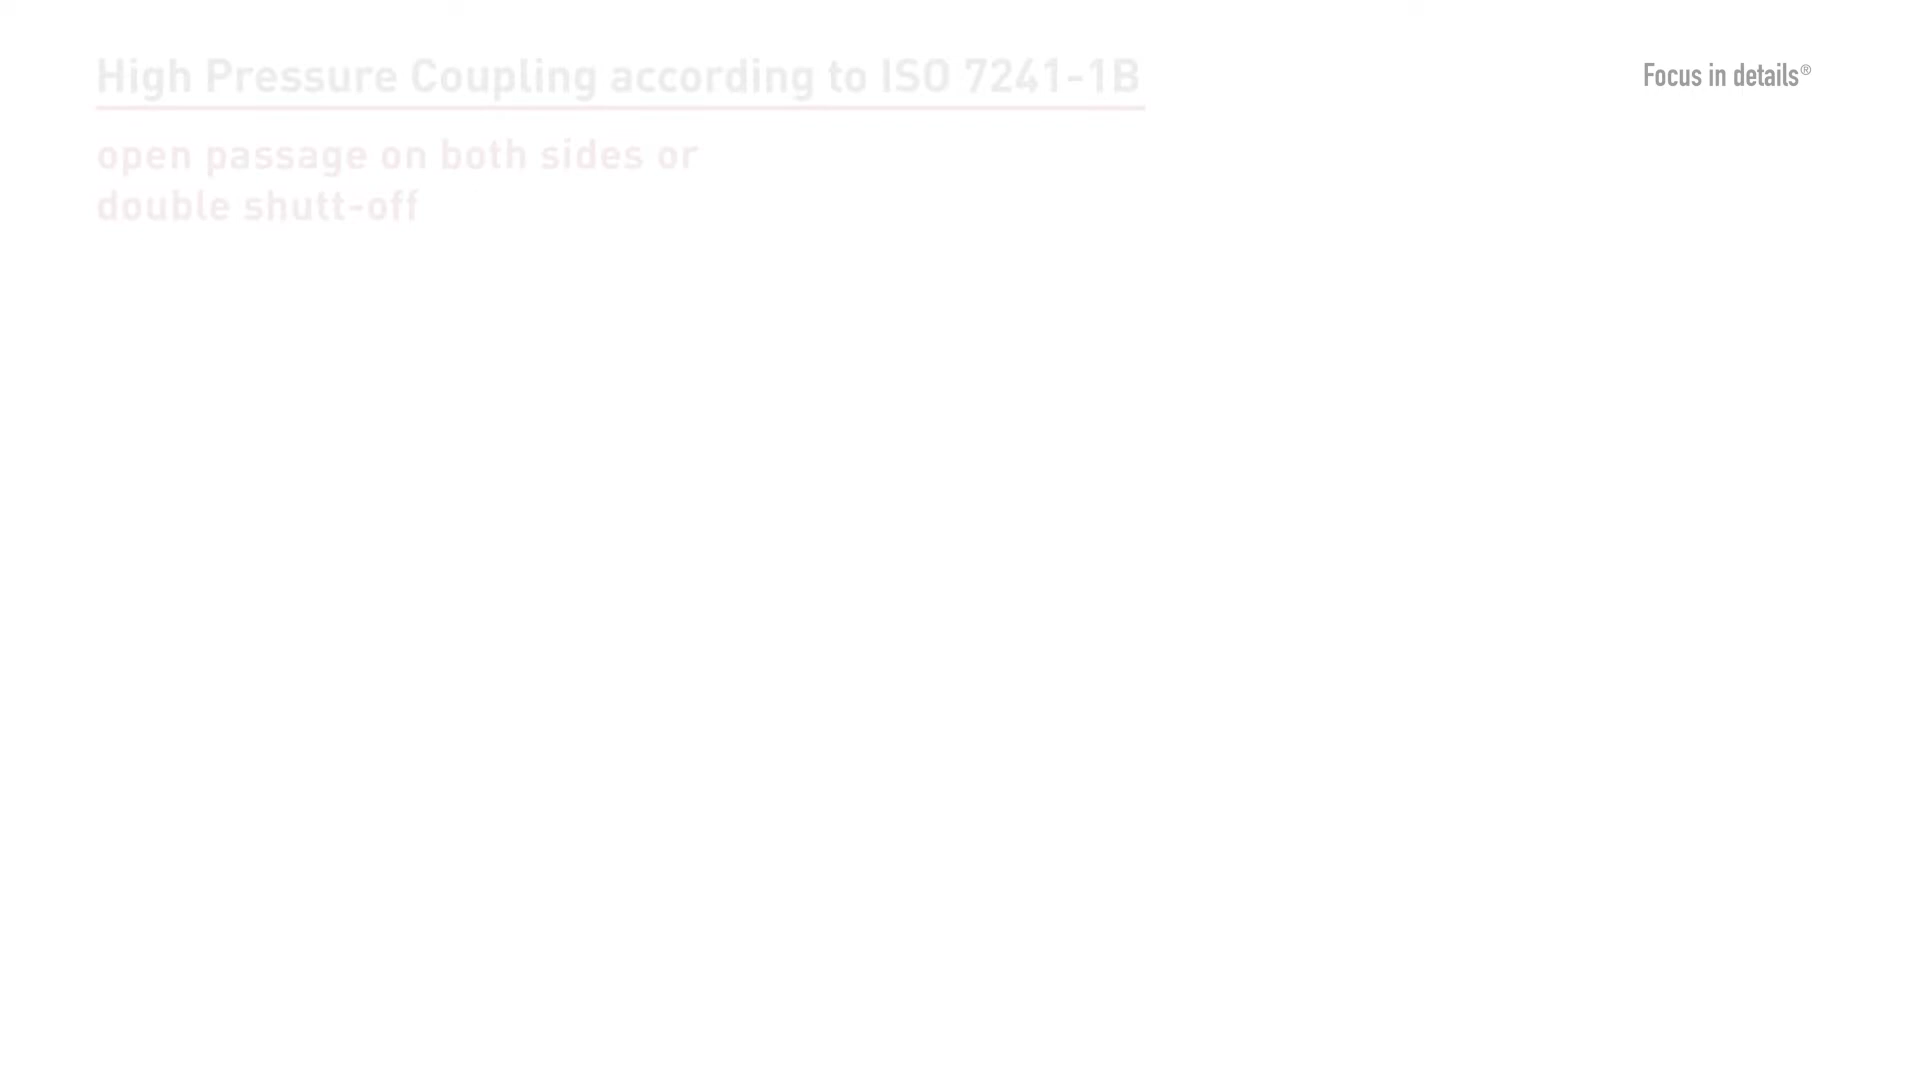 High Pressure Coupling according to ISO 7241-1B
Focus in details®
open passage on both sides or
double shutt-off